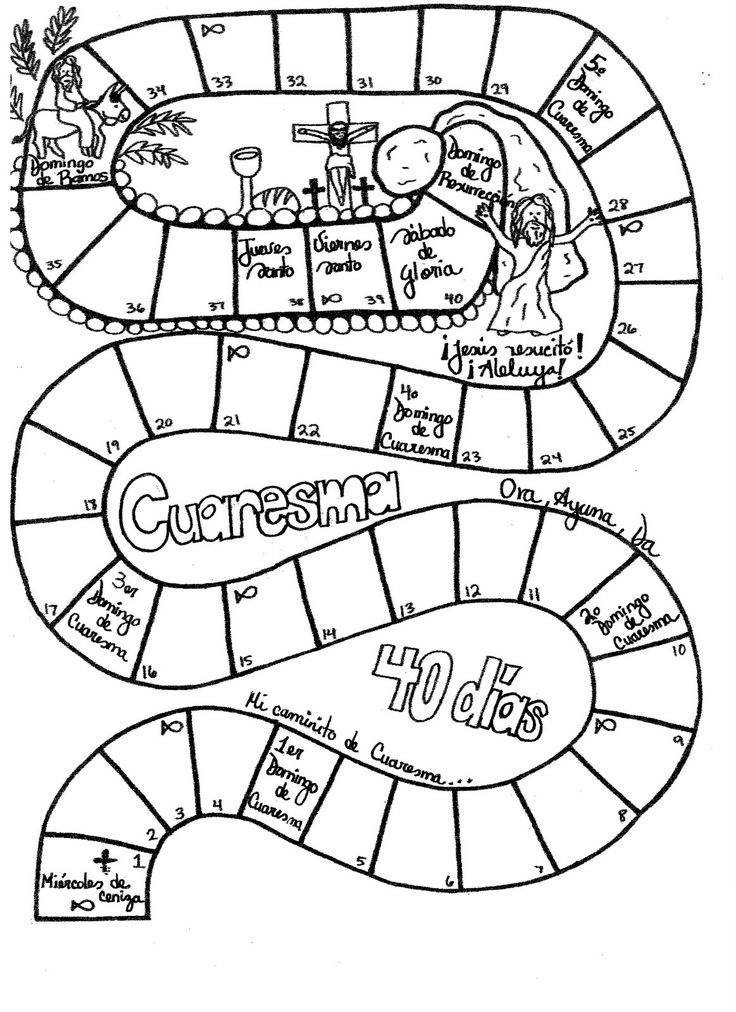 34
33
32
31
30
29
5º
Domingo
de
Cuaresma
Domingo
de Ramos
Domingo
de
Resurrección
28
27
26
25
35
36
37
Jueves
Santo
38
Viernes
Santo
39
Sábado
de
Gloria
40
¡Jesús resucitó!
¡Aleluya!
19
20
21
22
4º
Domingo
de
Cuaresma
23
24
18
17
Cuaresma
Ora, Ayuna, Da
3er
Domingo
de
Cuaresma
16
15
14
13
12
11
2º
Domingo
de
Cuaresma
10
9
8
7
6
5
40 días
Mi caminito de Cuaresma...
1er
Domingo
de
Cuaresma
4
3
2
1
Miércoles de
ceniza